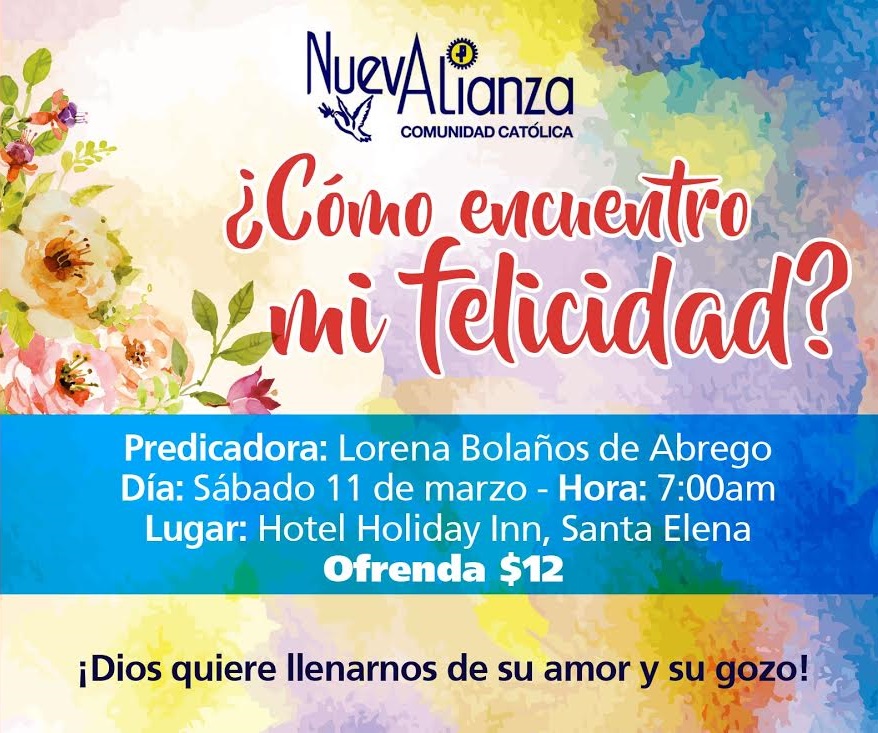 NuevAlianza
COMUNIDAD CATÓLICA
¿Cómo encuentro
mi felicidad?
Predicadora: Lorena Bolaños de Abrego
Día: Sábado 11 de marzo - Hora: 7:00am
Lugar: Hotel Holiday Inn, Santa Elena
Ofrenda $12
¡Dios quiere llenarnos de su amor y su gozo!